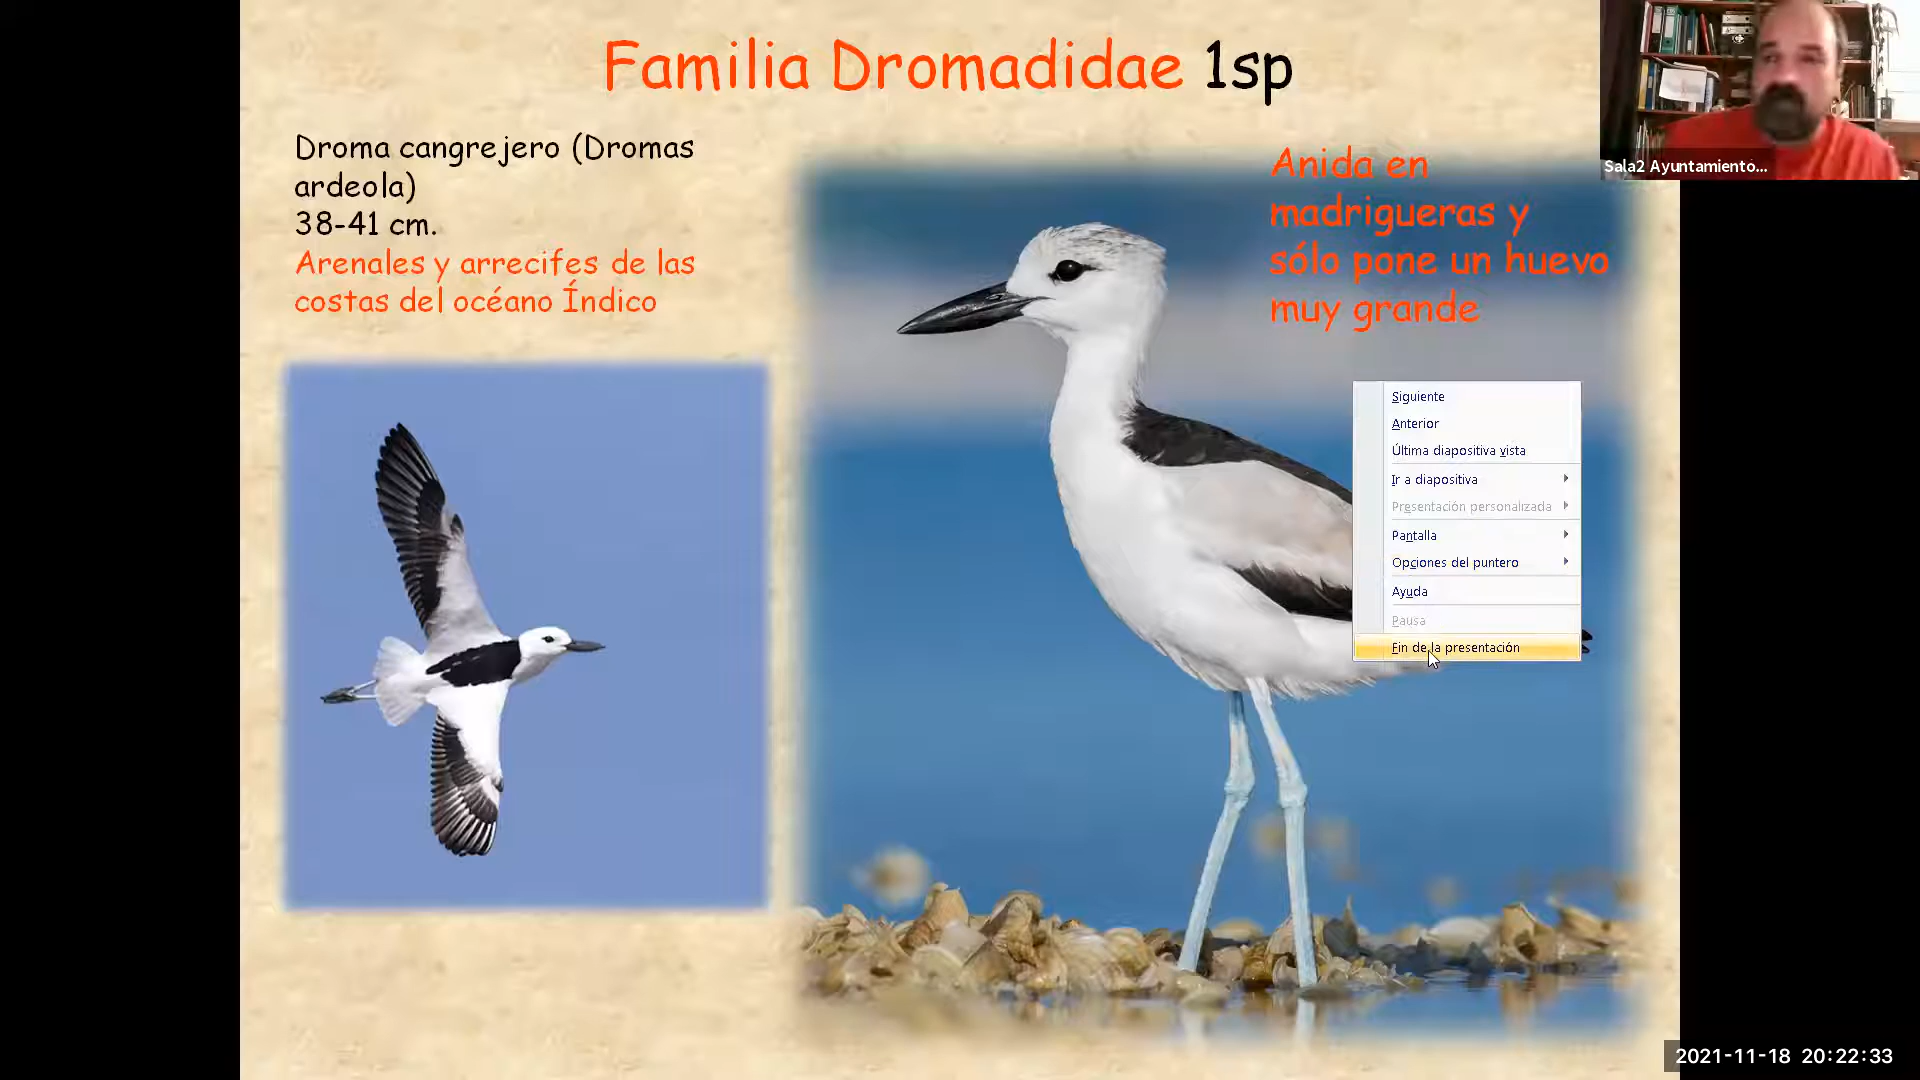 Familia Dromadidae 1sp
Droma cangrejero (Dromas
ardeola)
38-41 cm.
Arenales y arrecifes de las
costas del océano Índico
Anida en
madrigueras y
sólo pone un huevo
muy grande
Sala2 Ayuntamiento...
Siguiente
Anterior
Última diapositiva vista
Ir a diapositiva
Presentación personalizada
Pantalla
Opciones del puntero
Ayuda
Pausa
Fin de la presentación
2021-11-18 20:22:33